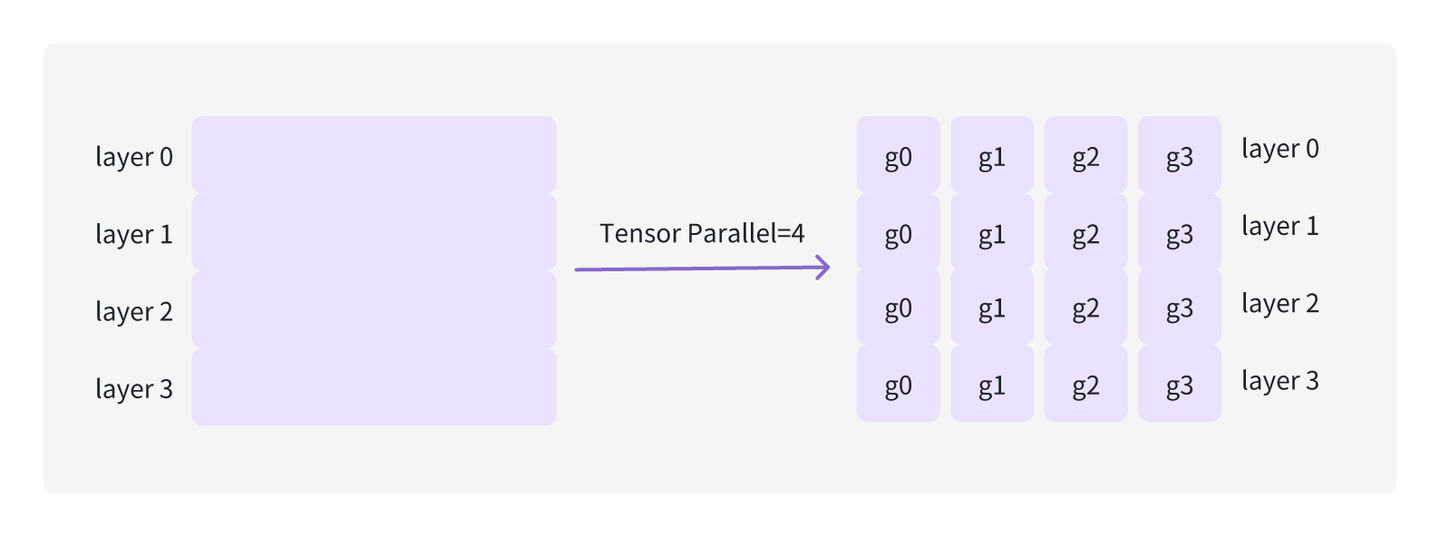 layer 0
layer 1
layer 2
layer 3
Tensor Parallel=4
g0 g1 g2 g3 layer 0
g0 g1 g2 g3 layer 1
g0 g1 g2 g3 layer 2
g0 g1 g2 g3 layer 3